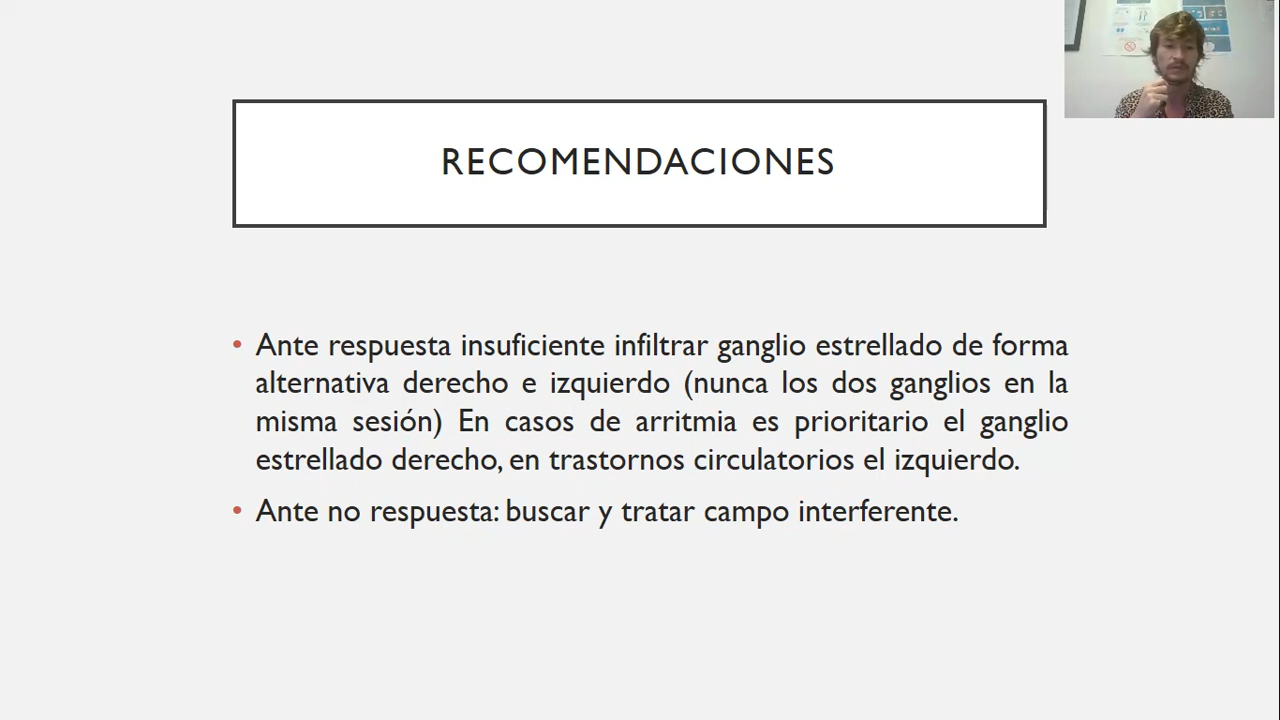 RECOMENDACIONES
• Ante respuesta insuficiente infiltrar ganglio estrellado de forma
alternativa derecho e izquierdo (nunca los dos ganglios en la
misma sesión) En casos de arritmia es prioritario el ganglio
estrellado derecho, en trastornos circulatorios el izquierdo.
• Ante no respuesta: buscar y tratar campo interferente.